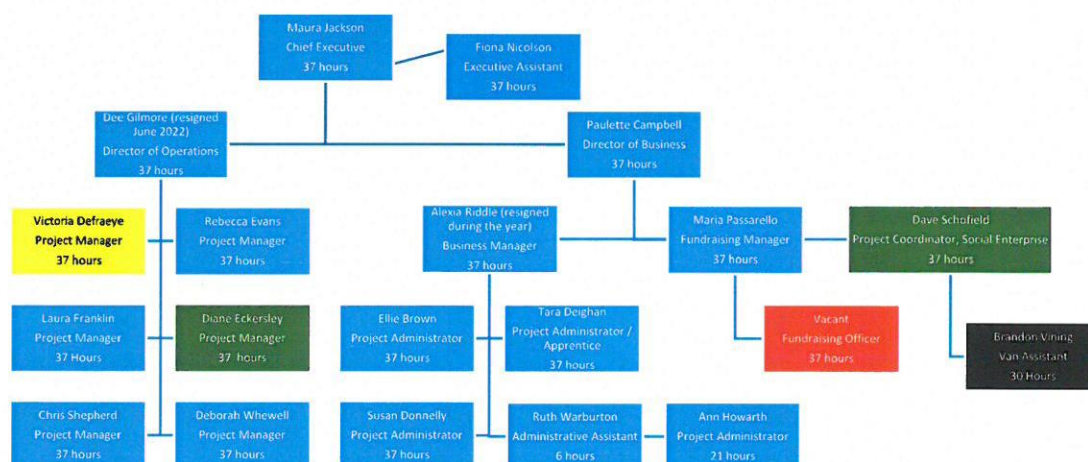 Maura Jackson
Chief Executive
37 hours
Fiona Nicolson
Executive Assistant
37 hours
Dee Gilmore (resigned
June 2022)
Director of Operations
37 hours
Paulette Campbell
Director of Business
37 hours
Victoria Defraeye
Project Manager
37 hours
Rebecca Evans
Project Manager
37 hours
Alexia Riddle (resigned
during the year)
Business Manager
37 hours
Maria Passarello
Fundraising Manager
37 hours
Dave Schofield
Project Coordinator, Social Enterprise
37 hours
Laura Franklin
Project Manager
37 Hours
Diane Eckersley
Project Manager
37 hours
Ellie Brown
Project Administrator
37 hours
Tara Deighan
Project Administrator /
Apprentice
37 hours
Vacant
Fundraising Officer
37 hours
Brandon Vining
Van Assistant
30 Hours
Chris Shepherd
Project Manager
37 hours
Deborah Whewell
Project Manager
37 hours
Susan Donnelly
Project Administrator
37 hours
Ruth Warburton
Administrative Assistant
6 hours
Ann Howarth
Project Administrator
21 hours